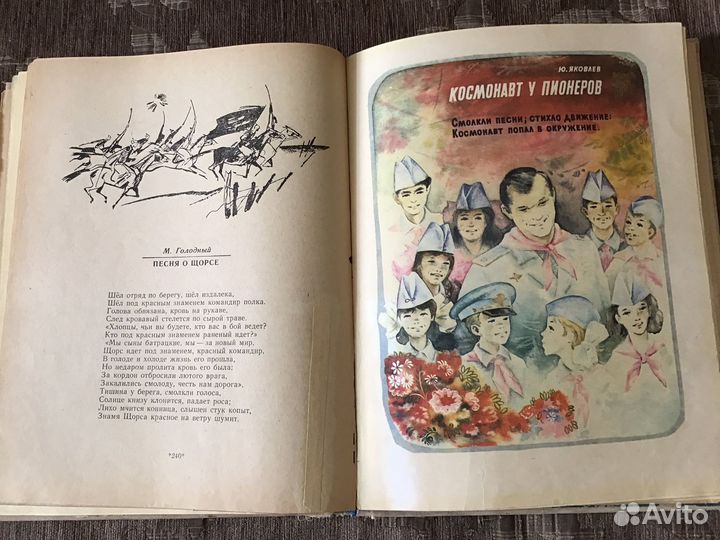 М. Голодный
ПЕСНЯ О ЩОРСЕ
Шёл отряд по берегу, шёл издалека,
Шёл под красным знаменем командир полка.
Голова обвязана, кровь на рукаве,
След кровавый стелется по сырой траве.
«Хлопцы, чьи вы будете, кто вас в бой ведет?
Кто под красным знаменем раненый идет?»
«Мы сыны батрацкие, мы — за новый мир,
Щорс идет под знаменем, красный командир.
В голоде и холоде жизнь его прошла,
Но недаром пролита кровь его была:
За кордон отбросили лютого врага,
Закалились смолоду, честь нам дорога».
Тишина у берега, смолкли голоса,
Солнце книзу клонится, падает роса;
Лихо мчится конница, слышен стук копыт,
Знамя Щорса красное на ветру шумит.
*240*
Ю. ЯКОВЛЕВ
КОСМОНАВТ У ПИОНЕРОВ
СМОЛКЛИ ПЕСНИ; СТИХЛО ДВИЖЕНИЕ:
КОСМОНАВТ ПОПАЛ В ОКРУЖЕНИЕ.
Avito